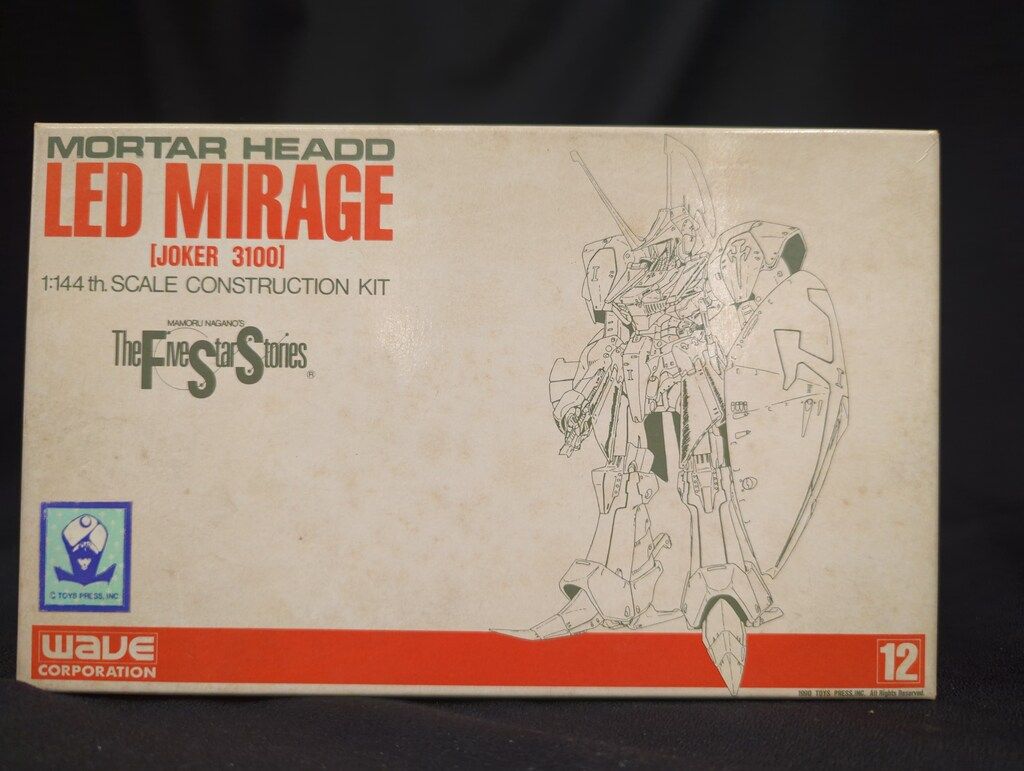 MORTAR HEADD
LED MIRAGE
[JOKER 3100]
1:144 th. SCALE CONSTRUCTION KIT
MAMORU NAGANO'S
The Five Star Stories ®
I
I
© TOYS PRESS, INC
WAVE
CORPORATION
12
1990 TOYS PRESS, INC. All Rights Reserved.